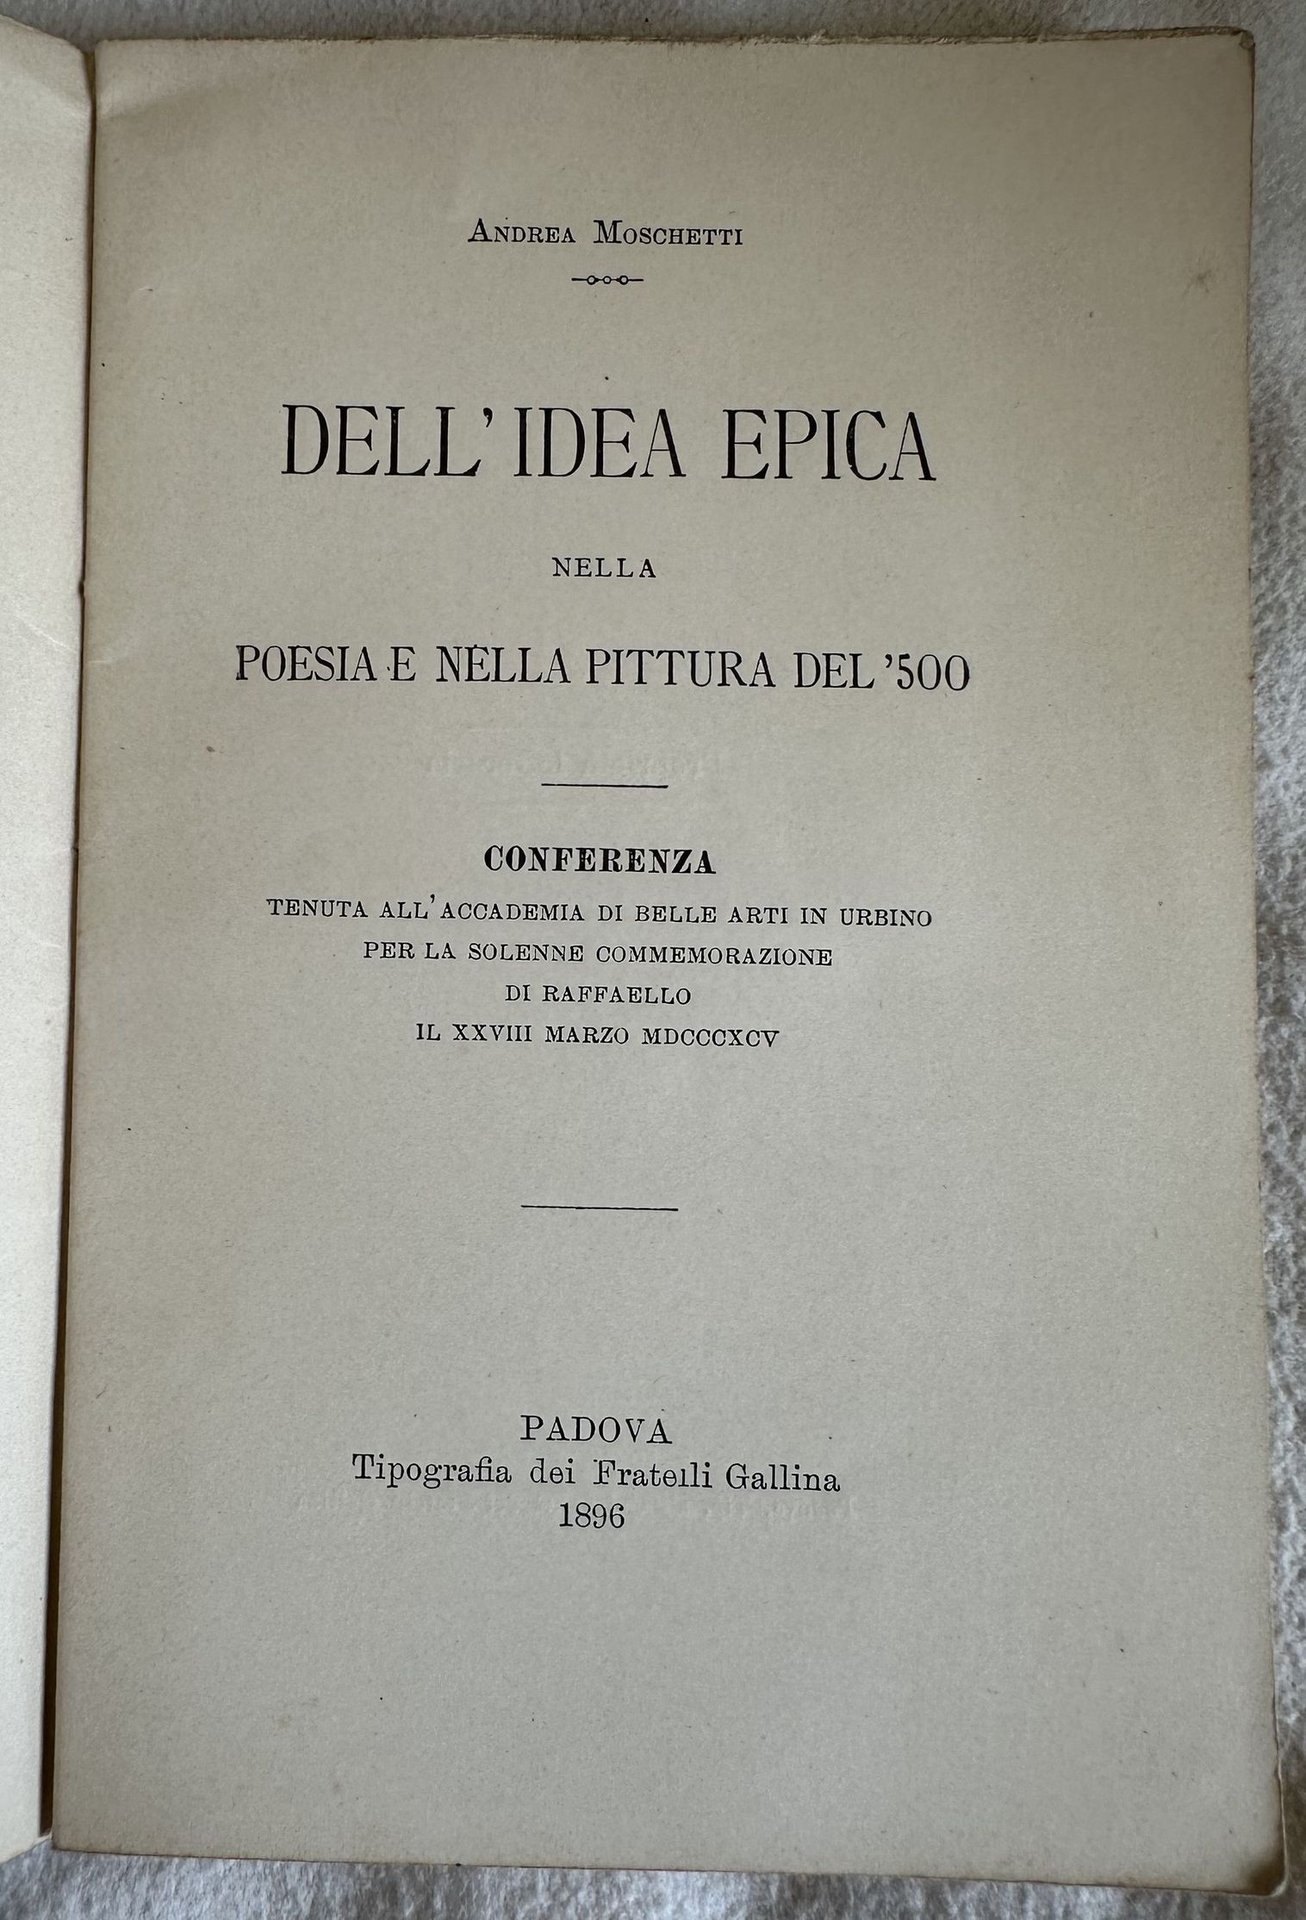 ANDREA MOSCHETTI
DELL'IDEA EPICA
NELLA
POESIA E NELLA PITTURA DEL '500
CONFERENZA
TENUTA ALL'ACCADEMIA DI BELLE ARTI IN URBINO
PER LA SOLENNE COMMEMORAZIONE
DI RAFFAELLO
IL XXVIII MARZO MDCCCXCV
PADOVA
Tipografia dei Fratelli Gallina
1896